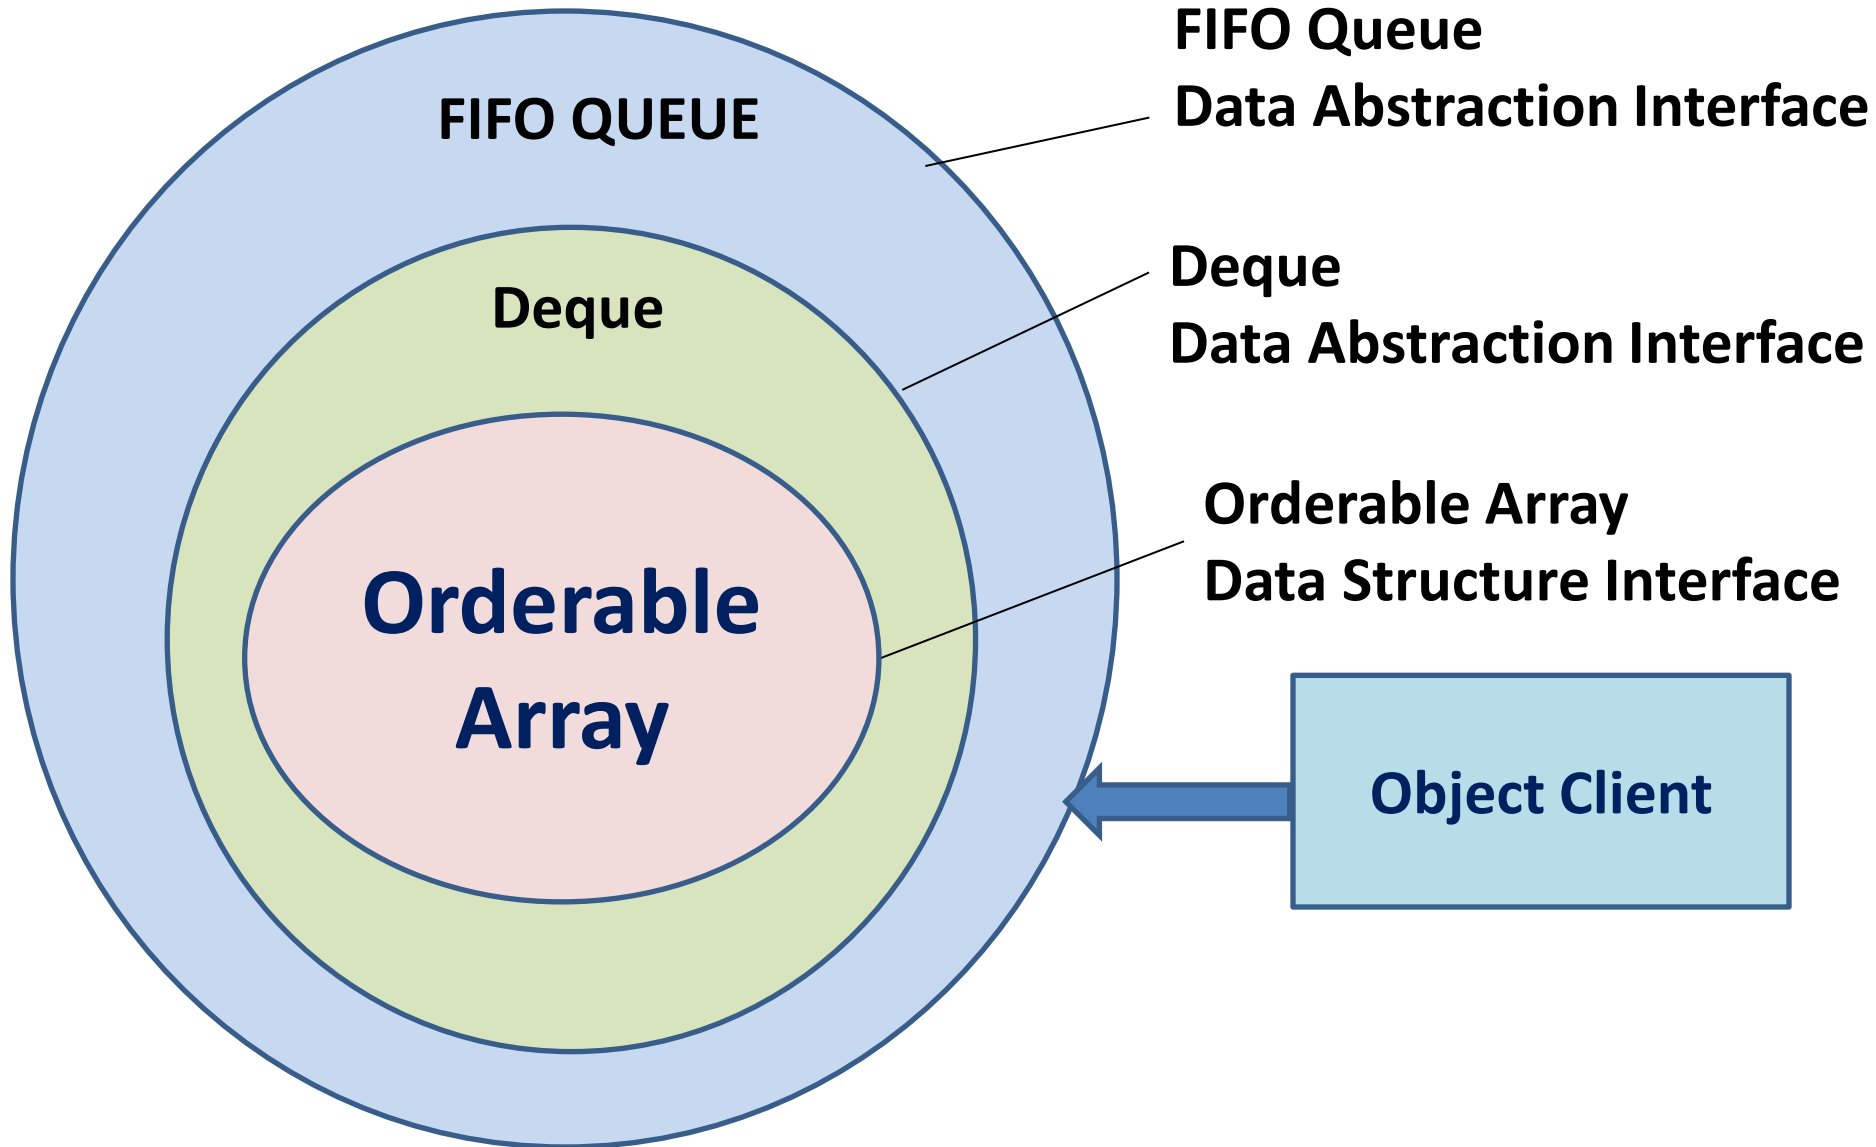 FIFO Queue
Data Abstraction Interface
FIFO QUEUE
Deque
Data Abstraction Interface
Deque
Orderable Array
Data Structure Interface
Orderable
Array
Object Client